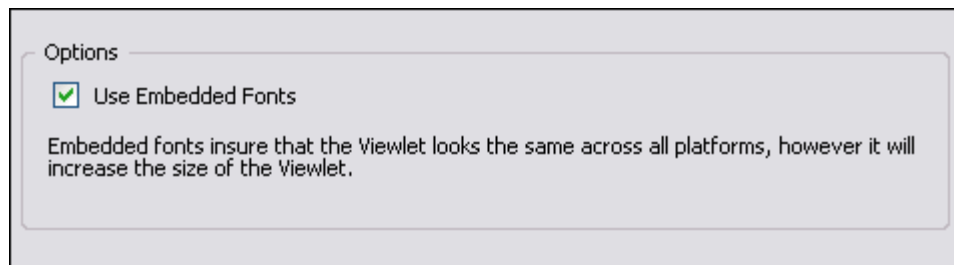 Options
Use Embedded Fonts
Embedded fonts insure that the Viewlet looks the same across all platforms, however it will
increase the size of the Viewlet.